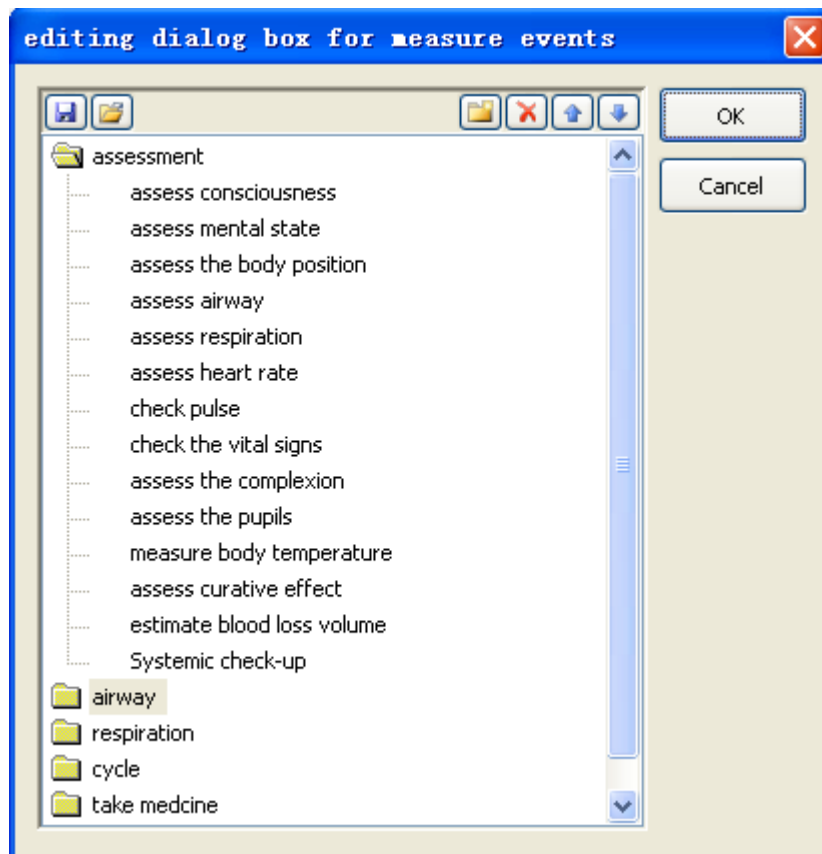 editing dialog box for measure events
OK
Cancel
assessment
assess consciousness
assess mental state
assess the body position
assess airway
assess respiration
assess heart rate
check pulse
check the vital signs
assess the complexion
assess the pupils
measure body temperature
assess curative effect
estimate blood loss volume
Systemic check-up
airway
respiration
cycle
take medcine